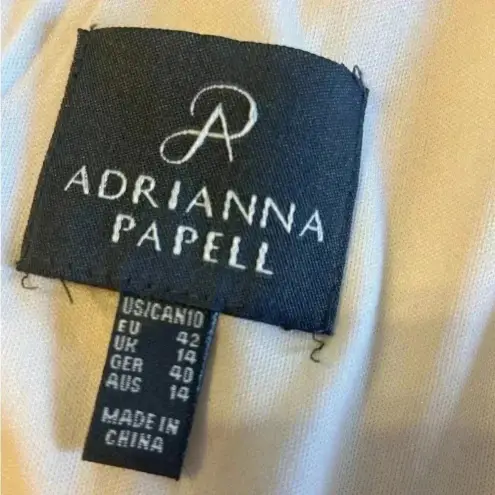 AP
ADRIANNA
PAPELL
US/CAN10
EU 42
UK 14
GER 40
AUS 14
MADE IN
CHINA